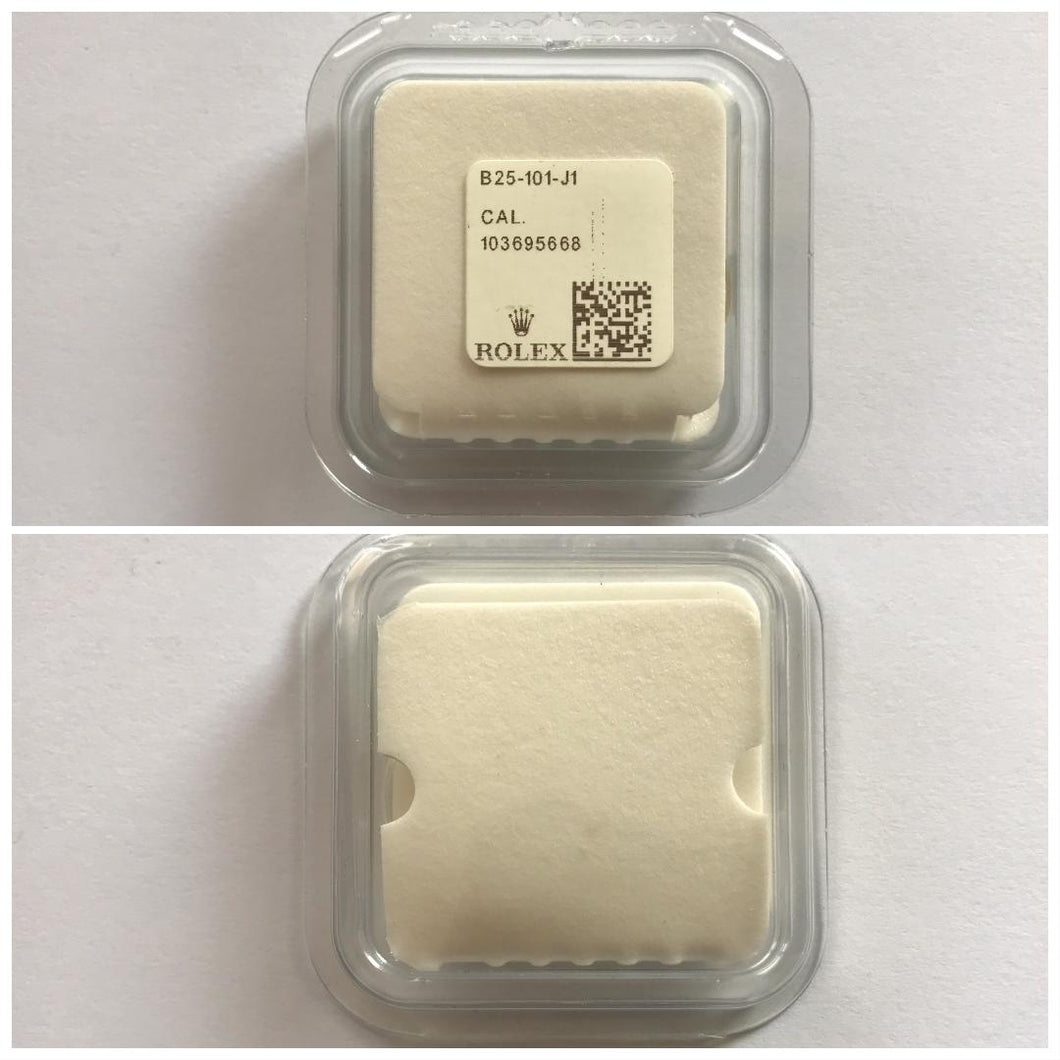 B25-101-J1
CAL.
103695668
ROLEX